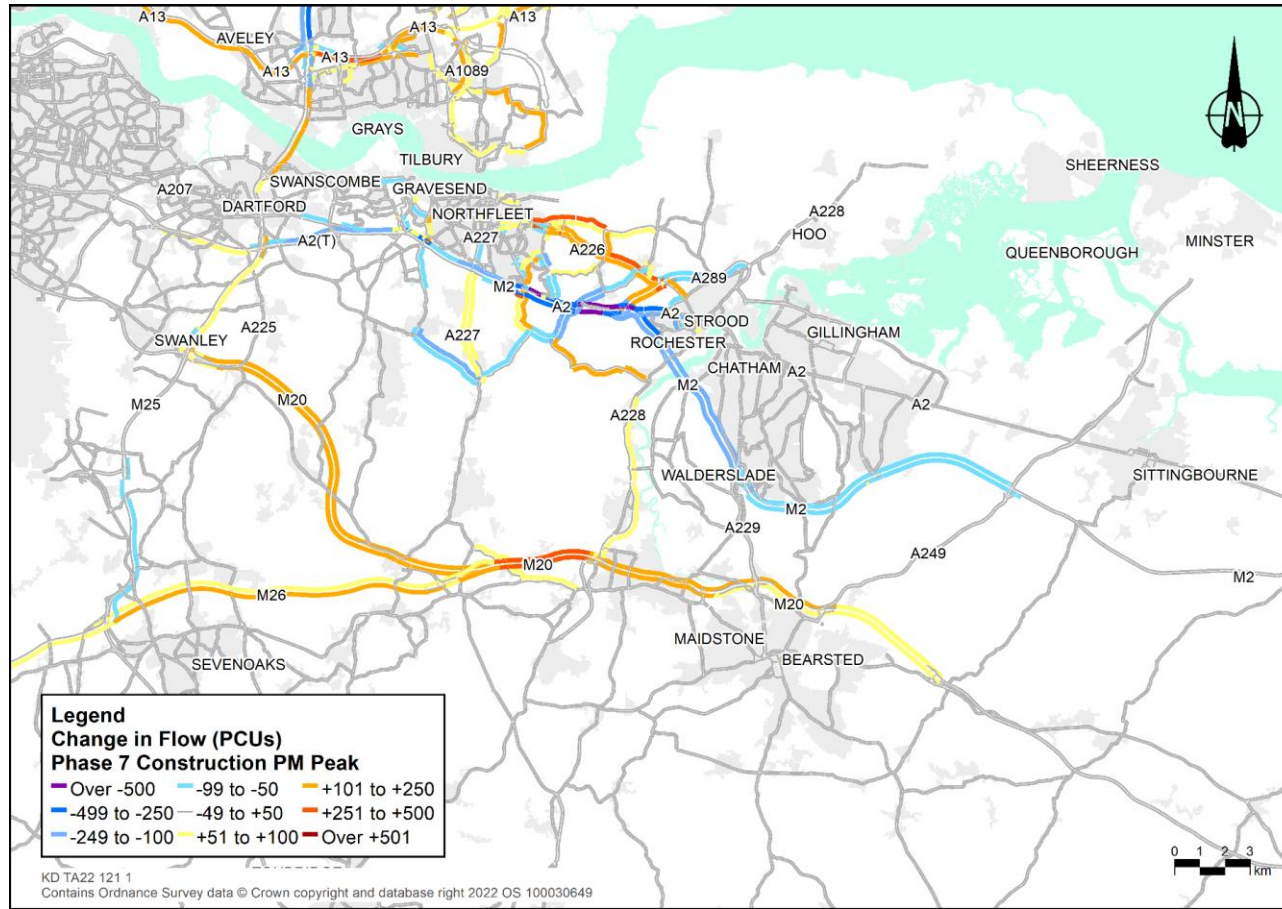 A13
A13
AVELEY
A13
A13
A1089
GRAYS
TILBURY
SHEERNESS
A207
SWANSCOMBE
GRAVESEND
DARTFORD
NORTHFLEET
A228
HOO
MINSTER
A2(T)
A227
A226
QUEENBOROUGH
A289
M2
A2
A2
STROOD
GILLINGHAM
A225
A227
SWANLEY
ROCHESTER
CHATHAM
A2
M2
M25
M20
A228
A2
WALDERSLADE
SITTINGBOURNE
M2
A229
A249
M20
M2
M26
M20
MAIDSTONE
SEVENOAKS
BEARSTED
N
Legend
Change in Flow (PCUs)
Phase 7 Construction PM Peak
Over -500 -99 to -50 +101 to +250
-499 to -250 -49 to +50 +251 to +500
-249 to -100 +51 to +100 Over +501
0 1 2 3
km
KD TA22 121 1
Contains Ordnance Survey data © Crown copyright and database right 2022 OS 100030649